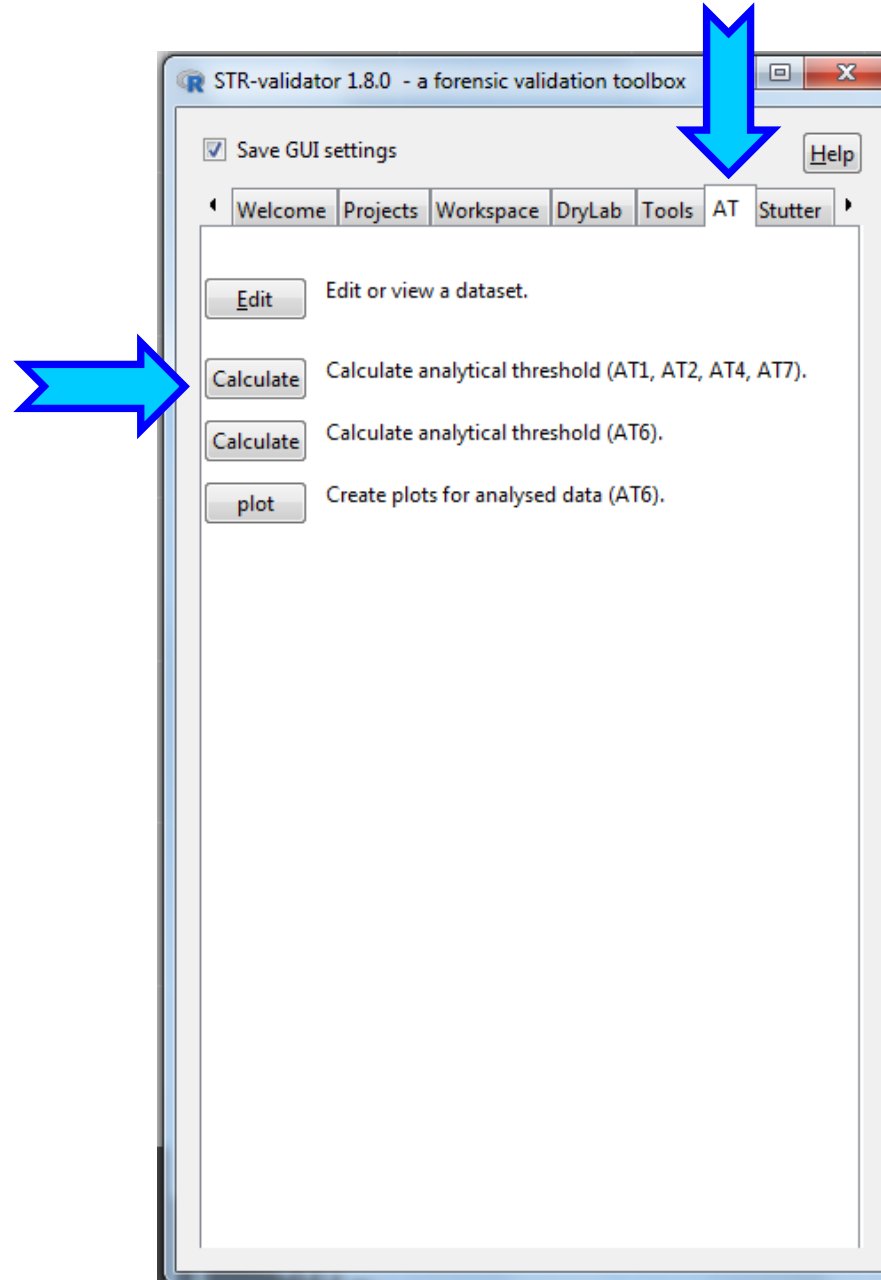 STR-validator 1.8.0 - a forensic validation toolbox
Save GUI settings
Help
Welcome Projects Workspace DryLab Tools AT Stutter
Edit Edit or view a dataset.
Calculate Calculate analytical threshold (AT1, AT2, AT4, AT7).
Calculate Calculate analytical threshold (AT6).
plot Create plots for analysed data (AT6).